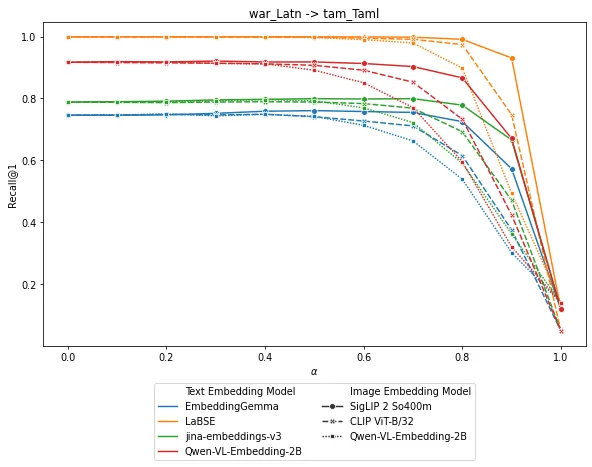 war_Latn -> tam_Taml
Recall@1
1.0
0.8
0.6
0.4
0.2
0.0 0.2 0.4 0.6 0.8 1.0
α
Text Embedding Model
EmbeddingGemma
LaBSE
jina-embeddings-v3
Qwen-VL-Embedding-2B
Image Embedding Model
SigLIP 2 So400m
CLIP ViT-B/32
Qwen-VL-Embedding-2B